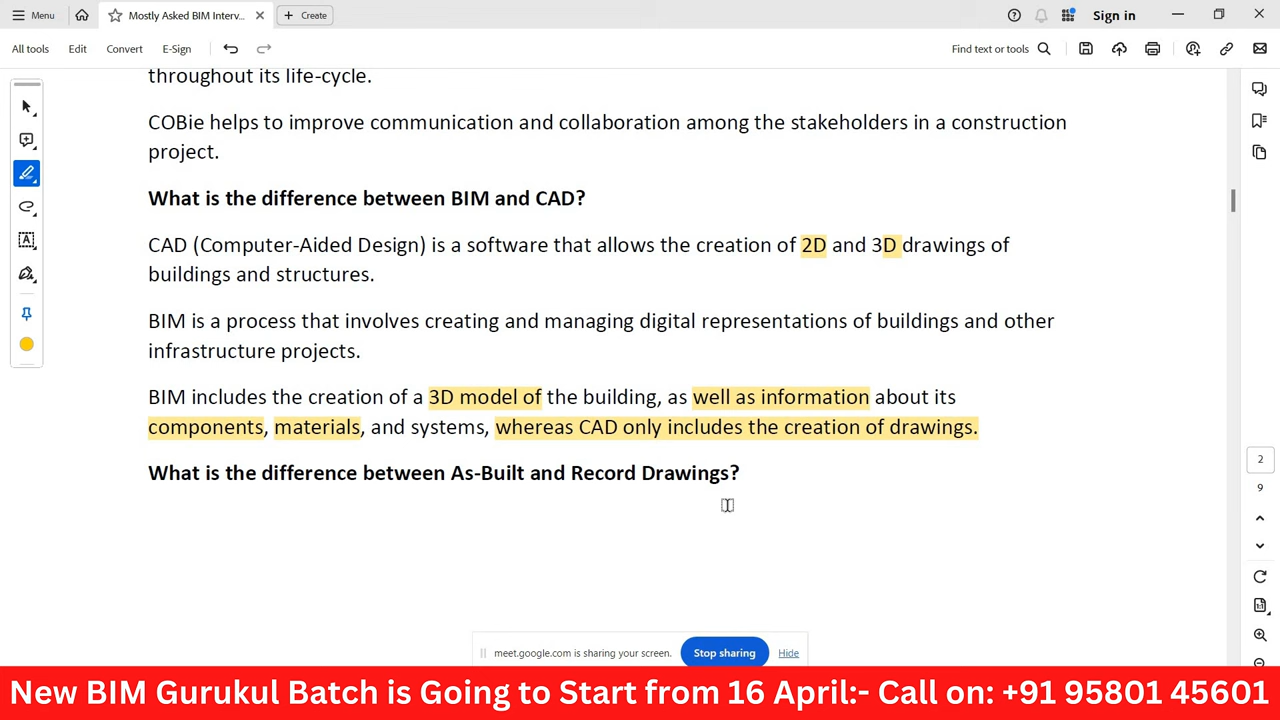 Menu
Mostly Asked BIM Interv...
Create
Sign in
All tools
Edit
Convert
E-Sign
Find text or tools
throughout its life-cycle.
COBie helps to improve communication and collaboration among the stakeholders in a construction
project.
What is the difference between BIM and CAD?
CAD (Computer-Aided Design) is a software that allows the creation of 2D and 3D drawings of
buildings and structures.
BIM is a process that involves creating and managing digital representations of buildings and other
infrastructure projects.
BIM includes the creation of a 3D model of the building, as well as information about its
components, materials, and systems, whereas CAD only includes the creation of drawings.
What is the difference between As-Built and Record Drawings?
2
9
meet.google.com is sharing your screen.
Stop sharing
Hide
New BIM Gurukul Batch is Going to Start from 16 April:- Call on: +91 95801 45601